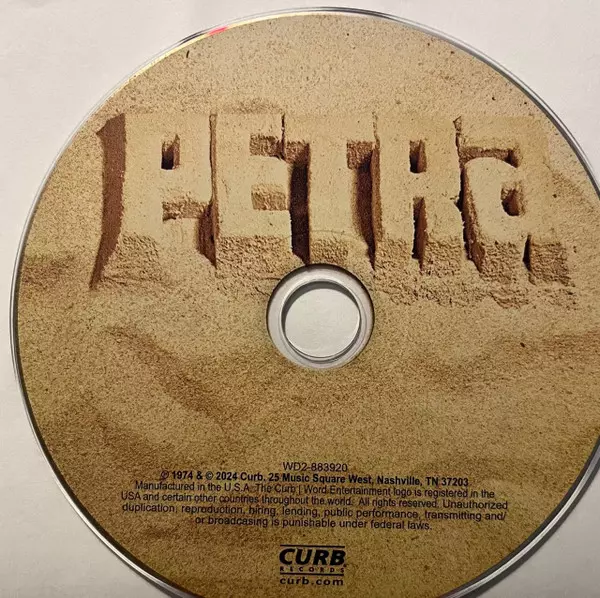 PETRa
WD2-883920
℗ 1974 & © 2024 Curb, 25 Music Square West, Nashville, TN 37203
Manufactured in the U.S.A. The Curb | Word Entertainment logo is registered in the
USA and certain other countries throughout the world. All rights reserved. Unauthorized
duplication, reproduction, hiring, lending, public performance, transmitting and/
or broadcasting is punishable under federal laws.
CURB
RECORDS
curb.com